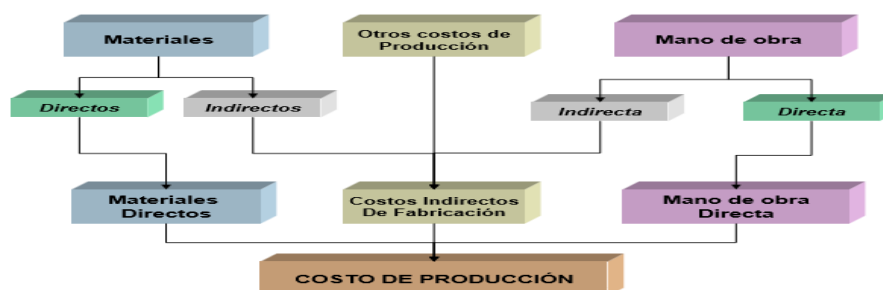 Materiales
Otros costos de
Producción
Mano de obra
Directos
Indirectos
Indirecta
Directa
Materiales
Directos
Costos Indirectos
De Fabricación
Mano de obra
Directa
COSTO DE PRODUCCIÓN